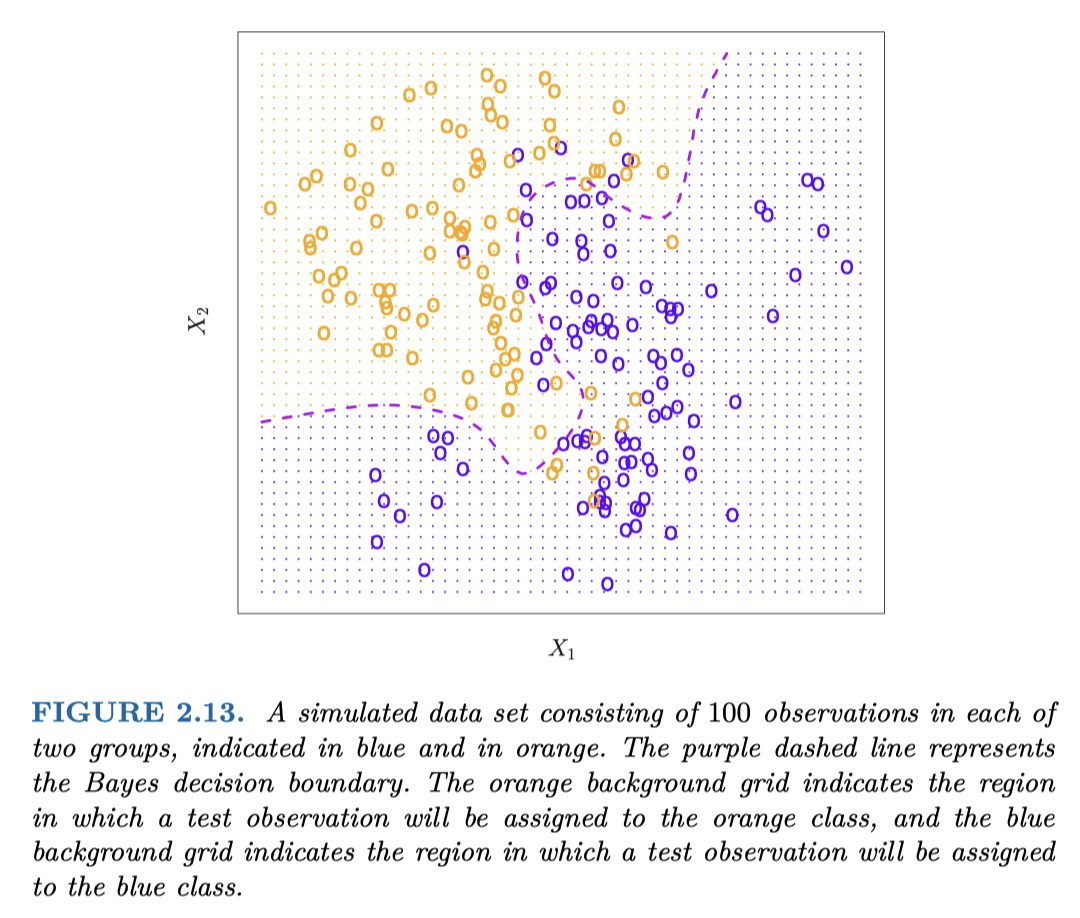 X₂
X₁
FIGURE 2.13. A simulated data set consisting of 100 observations in each of
two groups, indicated in blue and in orange. The purple dashed line represents
the Bayes decision boundary. The orange background grid indicates the region
in which a test observation will be assigned to the orange class, and the blue
background grid indicates the region in which a test observation will be assigned
to the blue class.